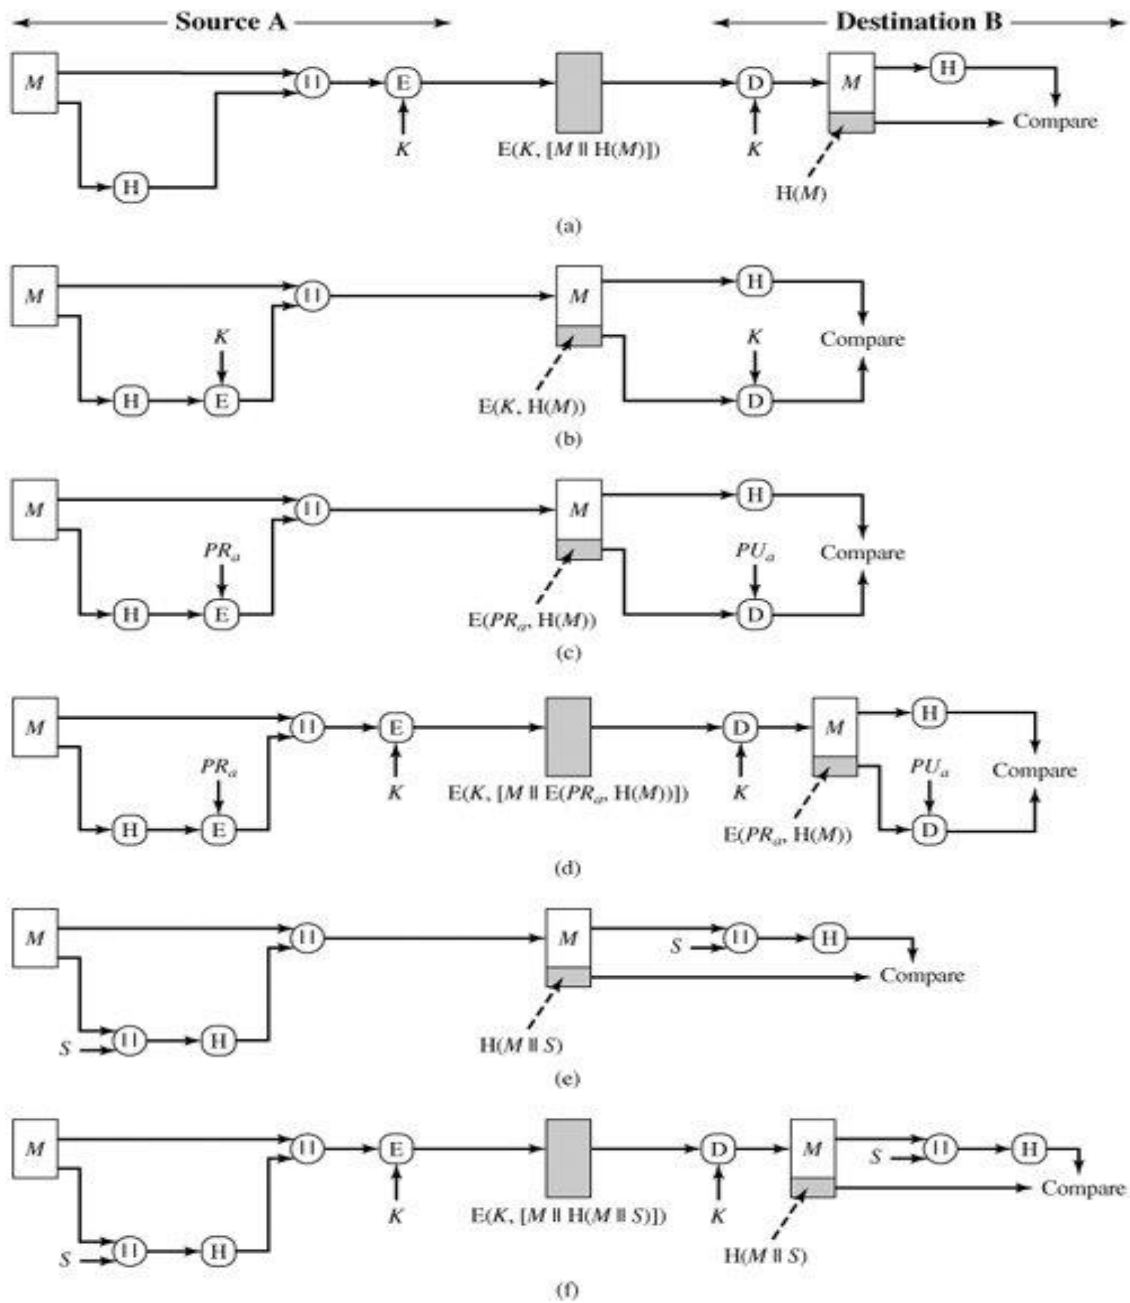 Source A Destination B
M || E D M H
K E(K, [M || H(M)]) K Compare
H H(M)
(a)
M || M H
K K Compare
H E E(K, H(M)) D
(b)
M || M H
PRa PUa Compare
H E E(PRa, H(M)) D
(c)
M || E D M H
PRa K E(K, [M || E(PRa, H(M))]) K PUa Compare
H E E(PRa, H(M)) D
(d)
M || M S || H
Compare
S || H H(M || S)
(e)
M || E D M S || H
K E(K, [M || H(M || S)]) K Compare
S || H H(M || S)
(f)